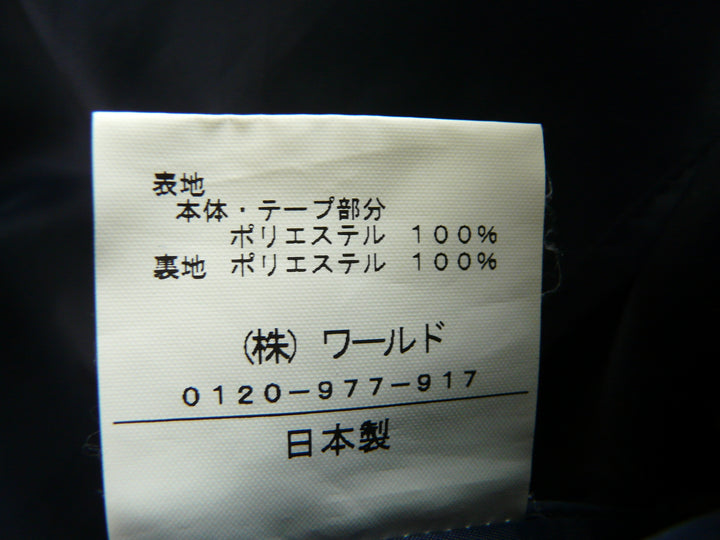 表地
本体・テープ部分
ポリエステル １００％
裏地 ポリエステル １００％
（株）ワールド
０１２０－９７７－９１７
日本製